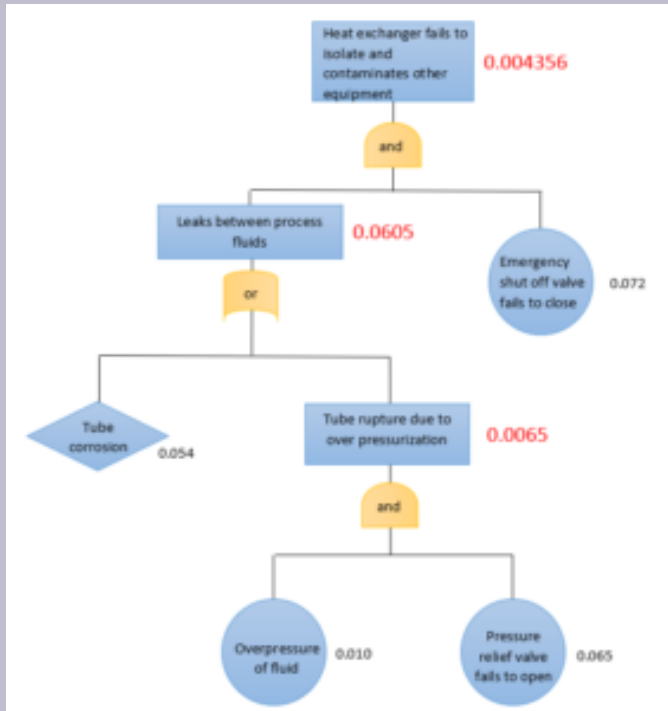 Heat exchanger fails to
isolate and
contaminates other
equipment
0.004356
and
Leaks between process
fluids
0.0605
or
Emergency
shut off valve
fails to close
0.072
Tube
corrosion
0.054
Tube rupture due to
over pressurization
0.0065
and
Overpressure
of fluid
0.010
Pressure
relief valve
fails to open
0.065